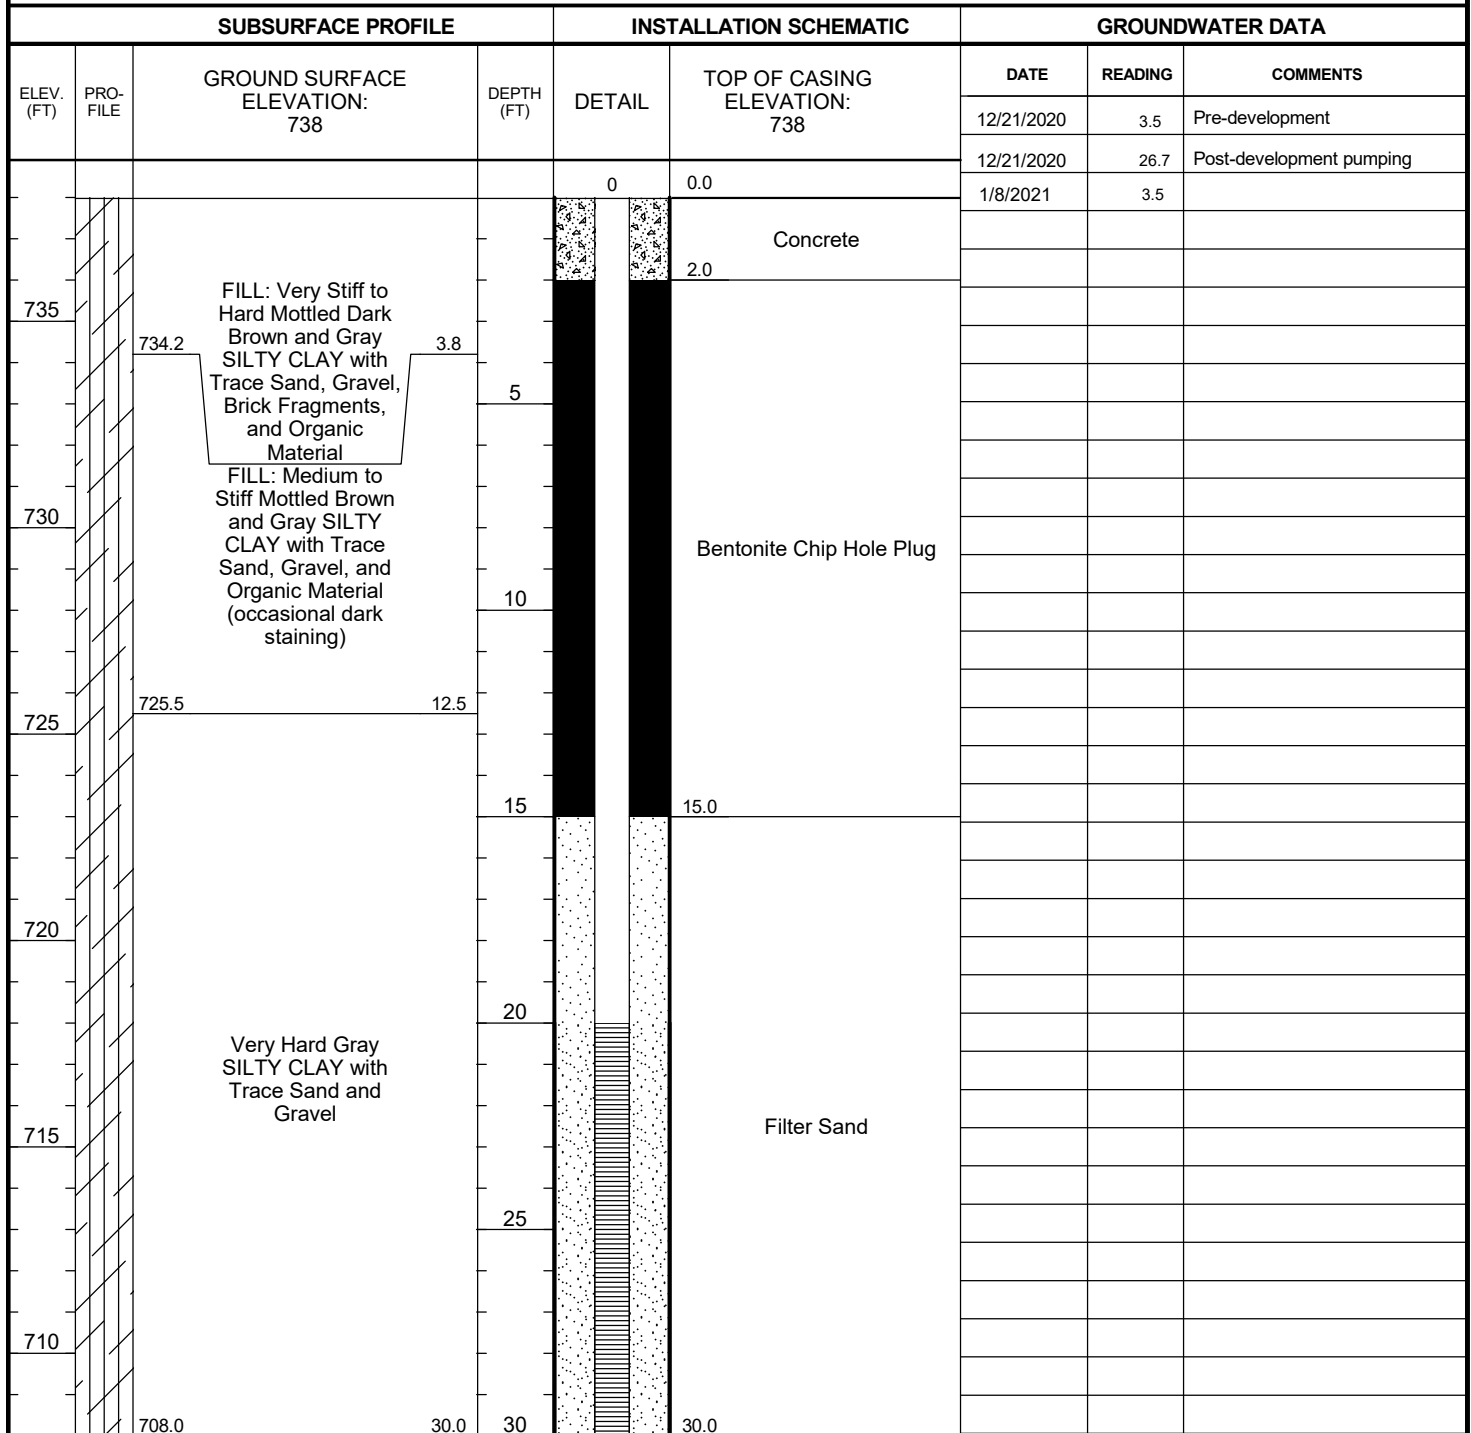 SUBSURFACE PROFILE
INSTALLATION SCHEMATIC
GROUNDWATER DATA
ELEV.
(FT)
PRO-
FILE
GROUND SURFACE
ELEVATION:
738
DEPTH
(FT)
DETAIL
TOP OF CASING
ELEVATION:
738
DATE READING COMMENTS
12/21/2020 3.5 Pre-development
12/21/2020 26.7 Post-development pumping
1/8/2021 3.5
0 0.0
Concrete
2.0
735
FILL: Very Stiff to
Hard Mottled Dark
Brown and Gray
SILTY CLAY with
Trace Sand, Gravel,
Brick Fragments,
and Organic
Material
734.2 3.8
5
FILL: Medium to
Stiff Mottled Brown
and Gray SILTY
CLAY with Trace
Sand, Gravel, and
Organic Material
(occasional dark
staining)
730
Bentonite Chip Hole Plug
10
725.5 12.5
725
15 15.0
720
20
Very Hard Gray
SILTY CLAY with
Trace Sand and
Gravel
Filter Sand
715
25
710
708.0 30.0 30 30.0